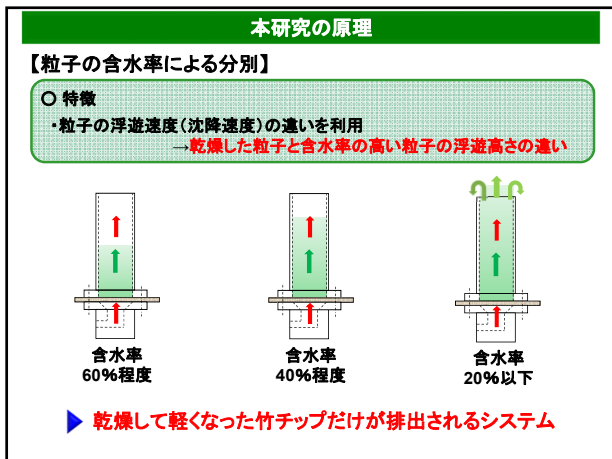 本研究の原理
【粒子の含水率による分別】
〇 特徴
・粒子の浮遊速度(沈降速度)の違いを利用
→乾燥した粒子と含水率の高い粒子の浮遊高さの違い
含水率
60%程度
含水率
40%程度
含水率
20%以下
乾燥して軽くなった竹チップだけが排出されるシステム